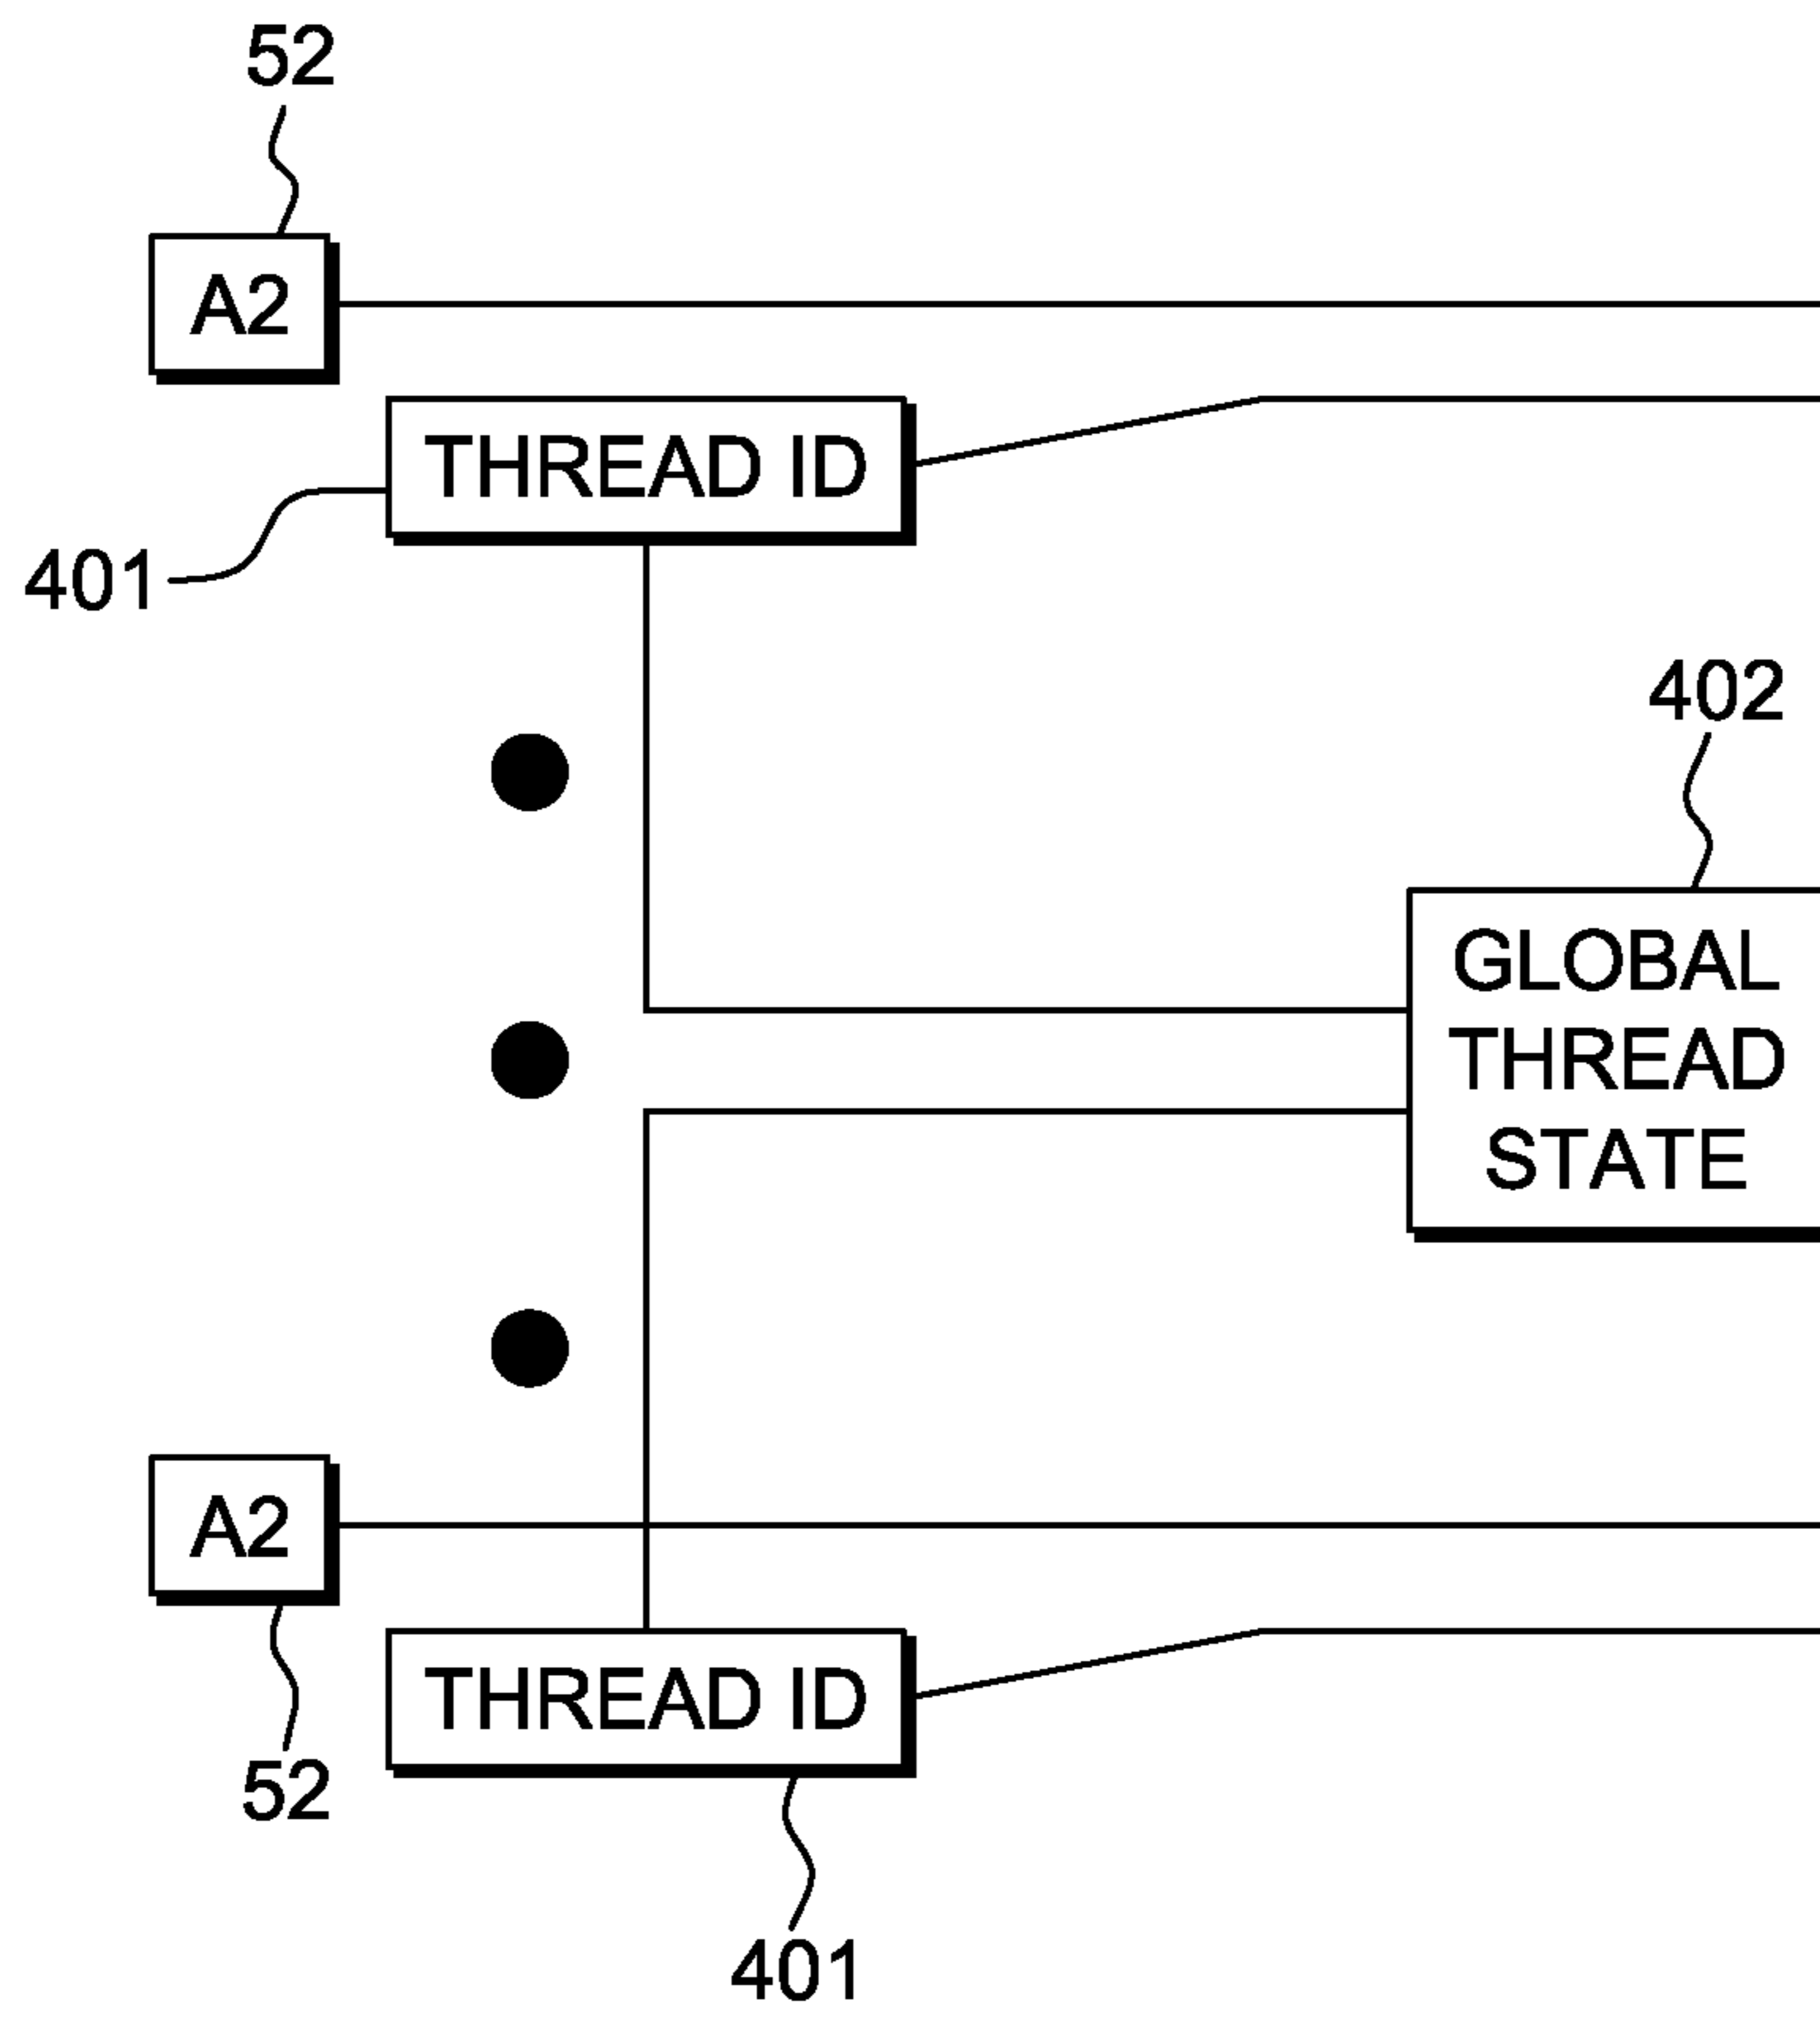 52
A2
THREAD ID
401
402
GLOBAL
THREAD
STATE
A2
THREAD ID
52
401